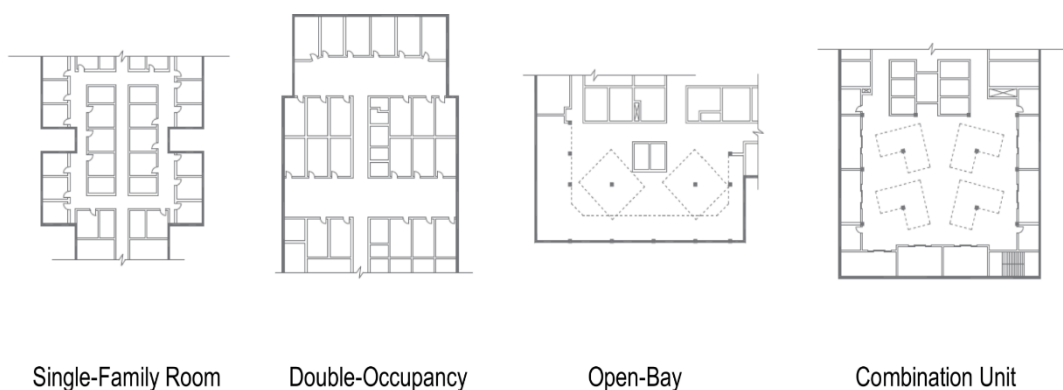 Single-Family Room
Double-Occupancy
Open-Bay
Combination Unit